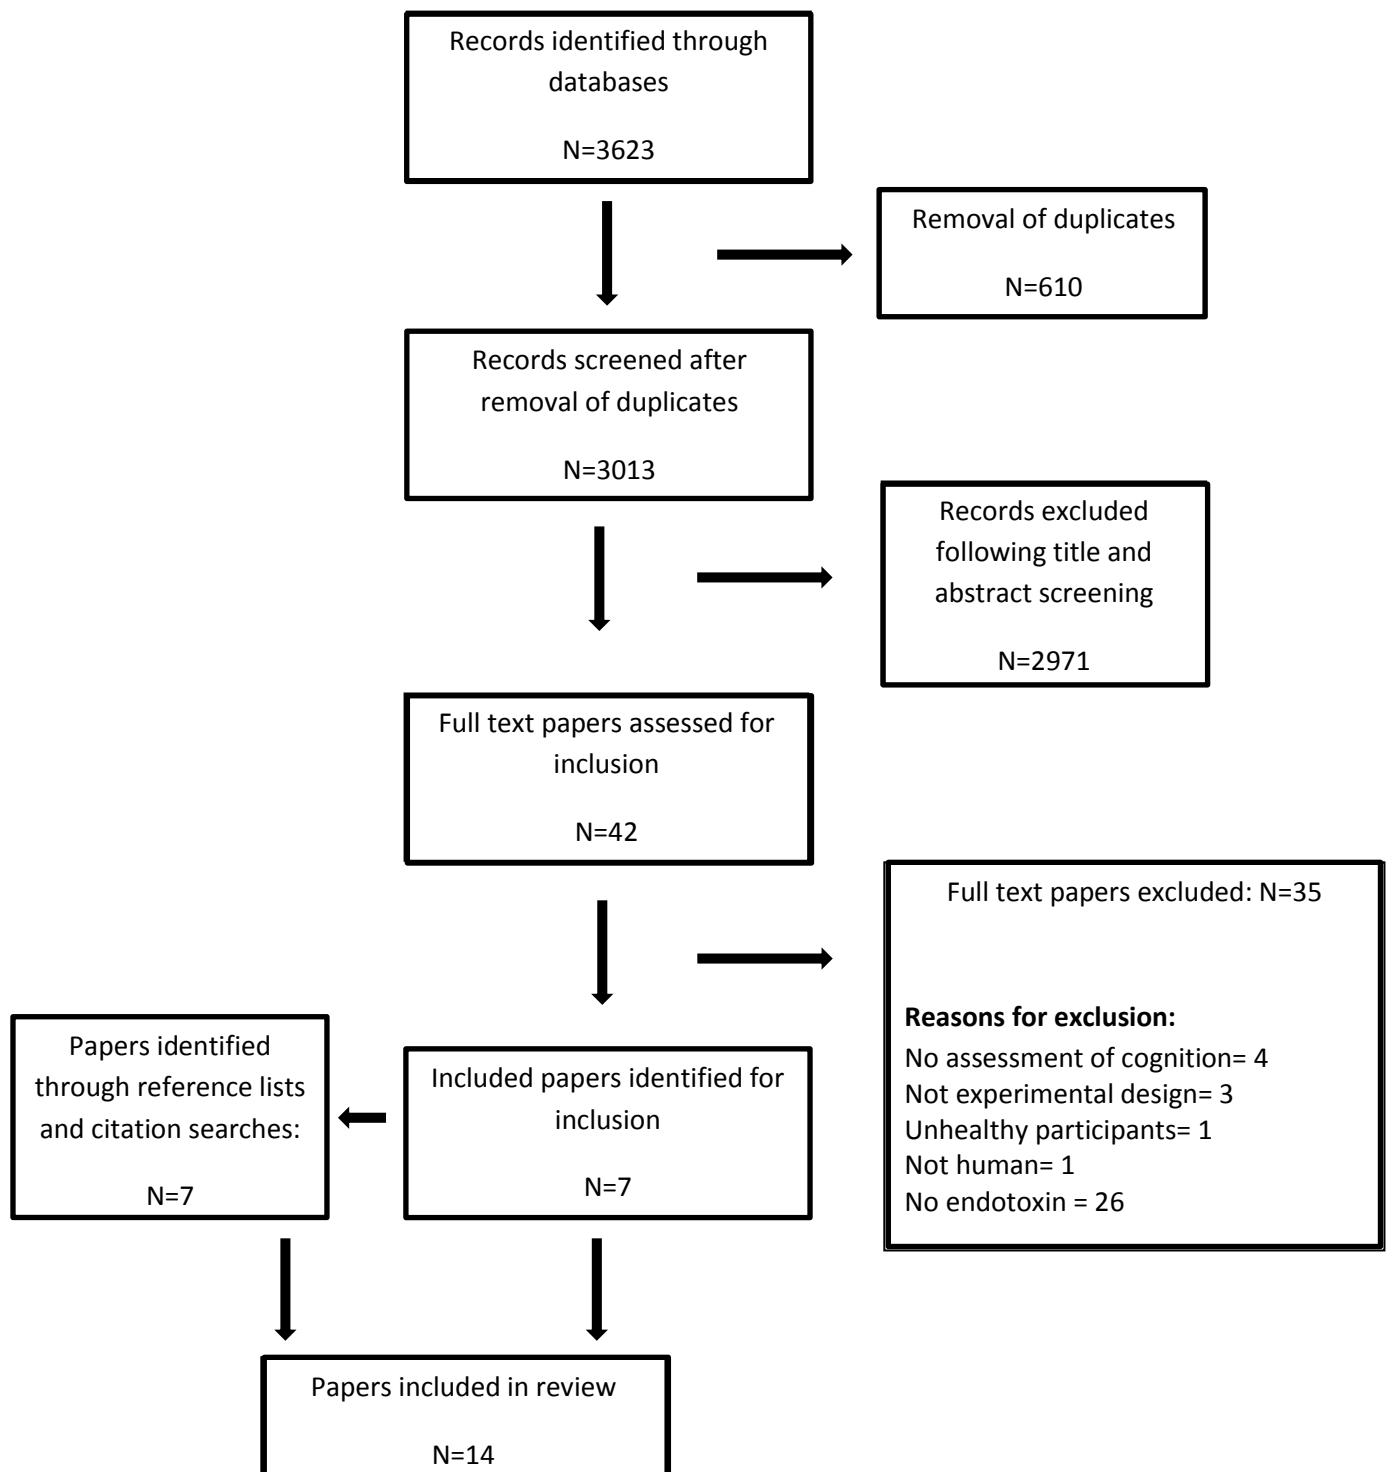 Records identified through
databases
N=3623
Removal of duplicates
N=610
Records screened after
removal of duplicates
N=3013
Records excluded
following title and
abstract screening
N=2971
Full text papers assessed for
inclusion
N=42
Full text papers excluded: N=35
Reasons for exclusion:
No assessment of cognition= 4
Not experimental design= 3
Unhealthy participants= 1
Not human= 1
No endotoxin = 26
Papers identified
through reference lists
and citation searches:
N=7
Included papers identified for
inclusion
N=7
Papers included in review
N=14